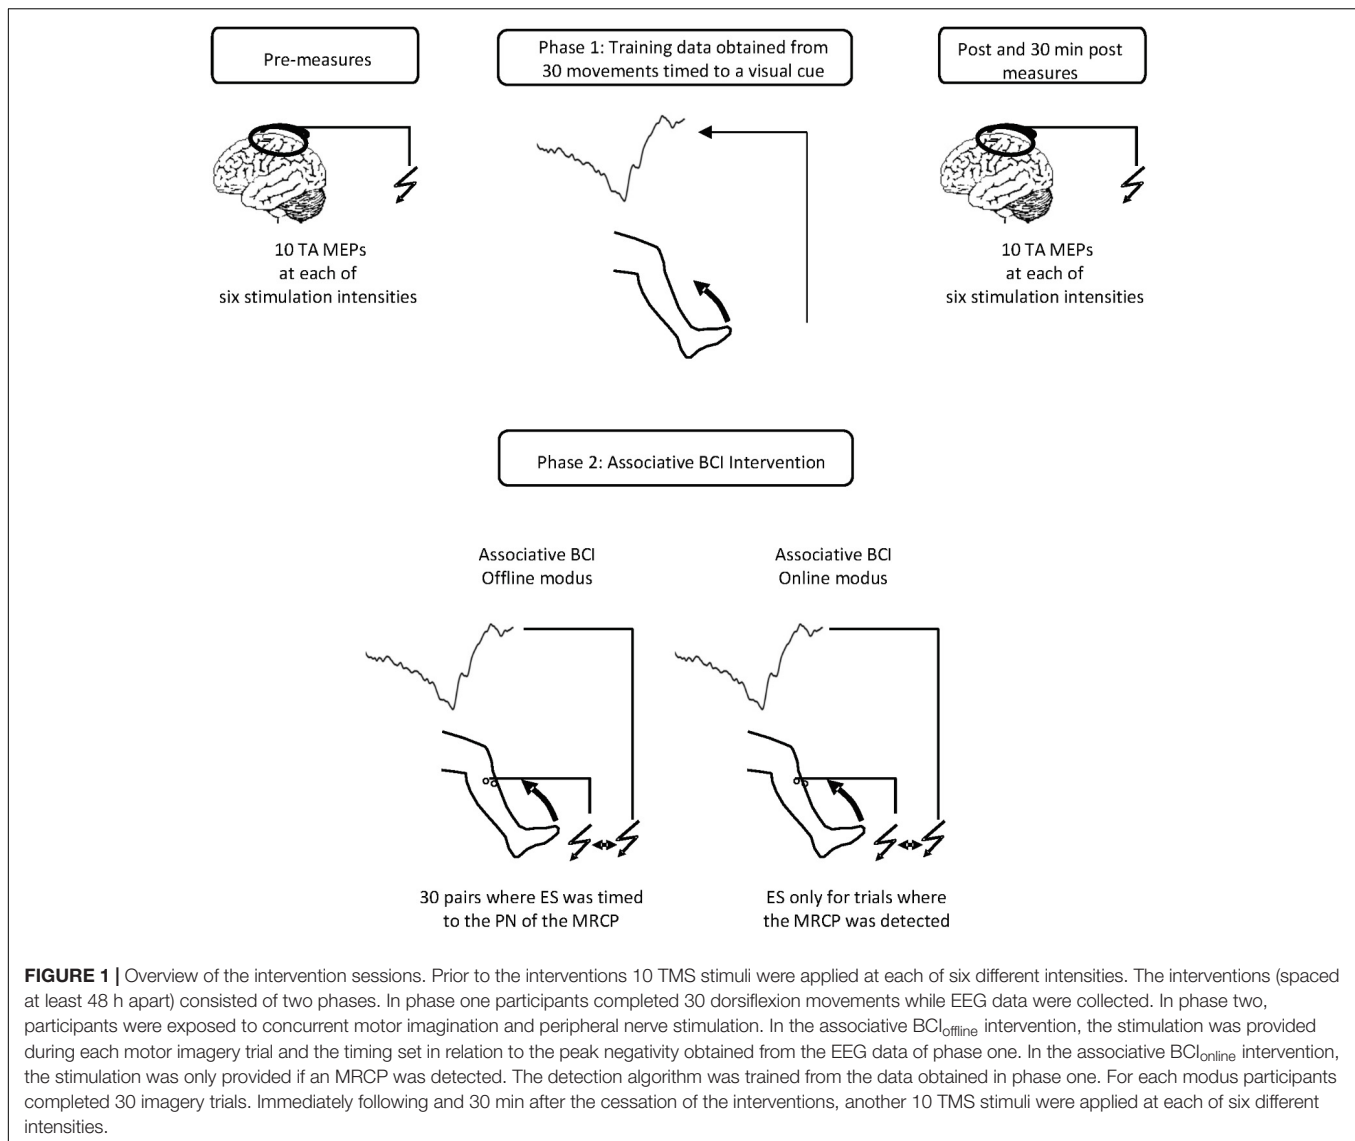 Pre-measures
Phase 1: Training data obtained from
30 movements timed to a visual cue
Post and 30 min post
measures
10 TA MEPs
at each of
six stimulation intensities
10 TA MEPs
at each of
six stimulation intensities
Phase 2: Associative BCI Intervention
Associative BCI
Offline modus
Associative BCI
Online modus
30 pairs where ES was timed
to the PN of the MRCP
ES only for trials where
the MRCP was detected
FIGURE 1 | Overview of the intervention sessions. Prior to the interventions 10 TMS stimuli were applied at each of six different intensities. The interventions (spaced
at least 48 h apart) consisted of two phases. In phase one participants completed 30 dorsiflexion movements while EEG data were collected. In phase two,
participants were exposed to concurrent motor imagination and peripheral nerve stimulation. In the associative BCIoffline intervention, the stimulation was provided
during each motor imagery trial and the timing set in relation to the peak negativity obtained from the EEG data of phase one. In the associative BCIonline intervention,
the stimulation was only provided if an MRCP was detected. The detection algorithm was trained from the data obtained in phase one. For each modus participants
completed 30 imagery trials. Immediately following and 30 min after the cessation of the interventions, another 10 TMS stimuli were applied at each of six different
intensities.